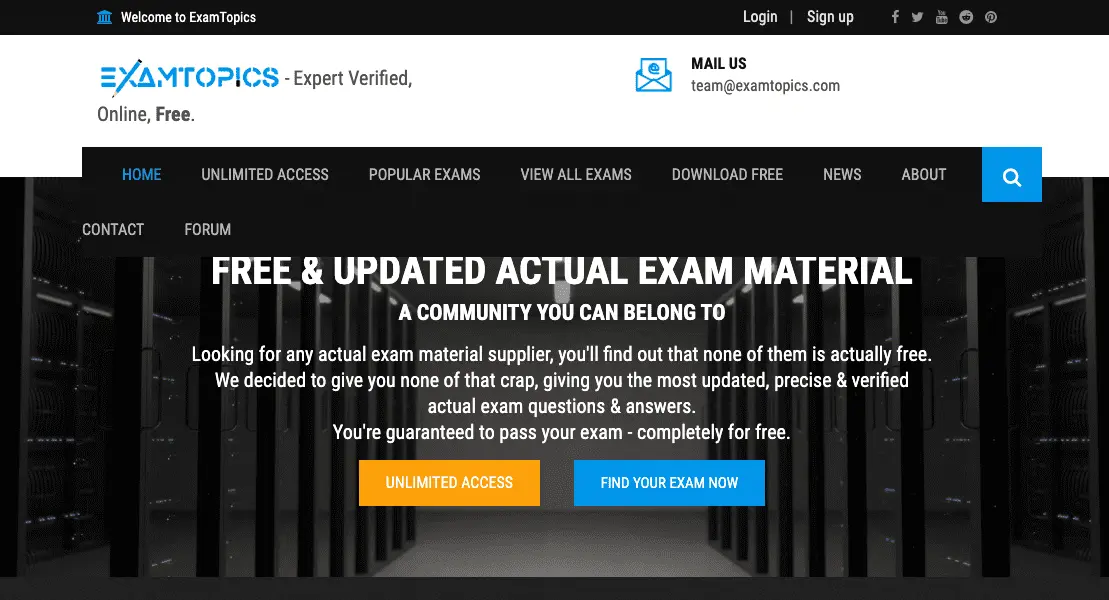 Welcome to ExamTopics
Login | Sign up
EXAMTOPICS - Expert Verified,
Online, Free.
MAIL US
team@examtopics.com
HOME UNLIMITED ACCESS POPULAR EXAMS VIEW ALL EXAMS DOWNLOAD FREE NEWS ABOUT
CONTACT FORUM
FREE & UPDATED ACTUAL EXAM MATERIAL
A COMMUNITY YOU CAN BELONG TO
Looking for any actual exam material supplier, you'll find out that none of them is actually free.
We decided to give you none of that crap, giving you the most updated, precise & verified
actual exam questions & answers.
You're guaranteed to pass your exam - completely for free.
UNLIMITED ACCESS FIND YOUR EXAM NOW